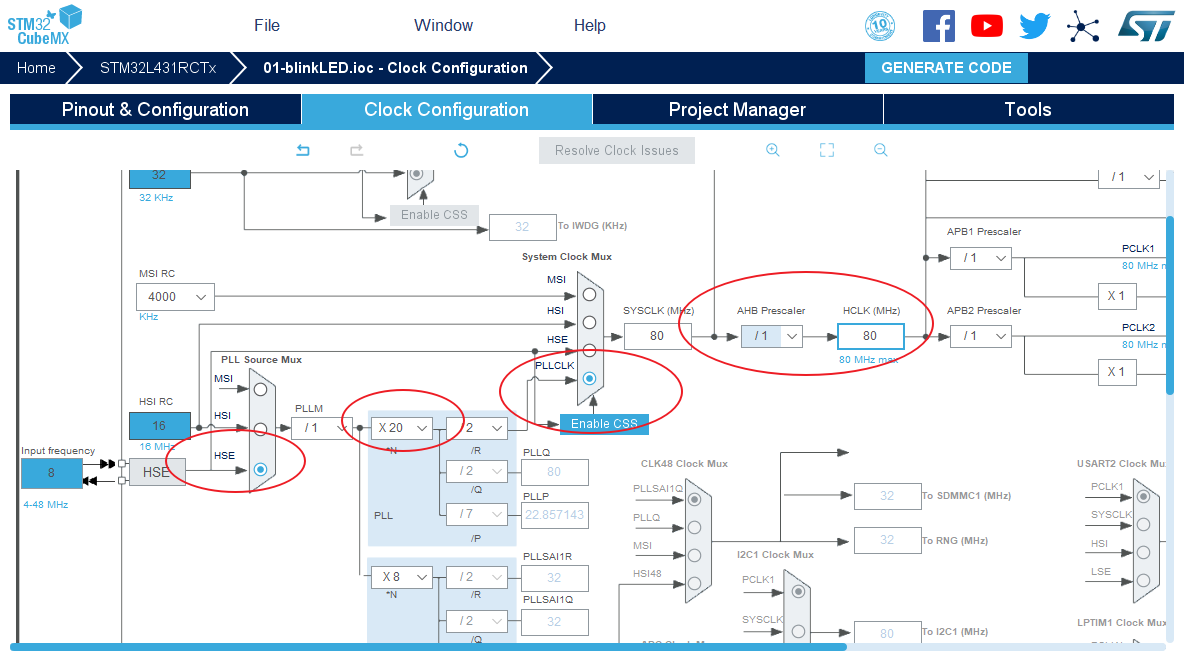 STM32
CubeMX
File
Window
Help
10
ST
Home
STM32L431RCTx
01-blinkLED.ioc - Clock Configuration
GENERATE CODE
Pinout & Configuration
Clock Configuration
Project Manager
Tools
Resolve Clock Issues
32
32 KHz
/ 1
Enable CSS
32
To IWDG (KHz)
APB1 Prescaler
/ 1
PCLK1
80 MHz m
X 1
System Clock Mux
MSI RC
4000
KHz
MSI
HSI
HSE
PLLCLK
SYSCLK (MHz)
80
AHB Prescaler
/ 1
HCLK (MHz)
80
80 MHz max
APB2 Prescaler
/ 1
PCLK2
80 MHz m
X 1
Enable CSS
PLL Source Mux
MSI
HSI
HSE
HSI RC
16
16 MHz
PLLM
/ 1
X 20
*N
/ 2
/R
/ 2
/Q
/ 7
/P
PLL
PLLQ
80
PLLP
22.857143
Input frequency
8
4-48 MHz
HSE
CLK48 Clock Mux
PLLSAI1Q
PLLQ
MSI
HSI48
32
To SDMMC1 (MHz)
32
To RNG (MHz)
USART2 Clock Mu
PCLK1
SYSCLK
HSI
LSE
X 8
*N
/ 2
/R
/ 2
/Q
PLLSAI1R
32
PLLSAI1Q
32
I2C1 Clock Mux
PCLK1
SYSCLK
80
To I2C1 (MHz)
LPTIM1 Clock Mux